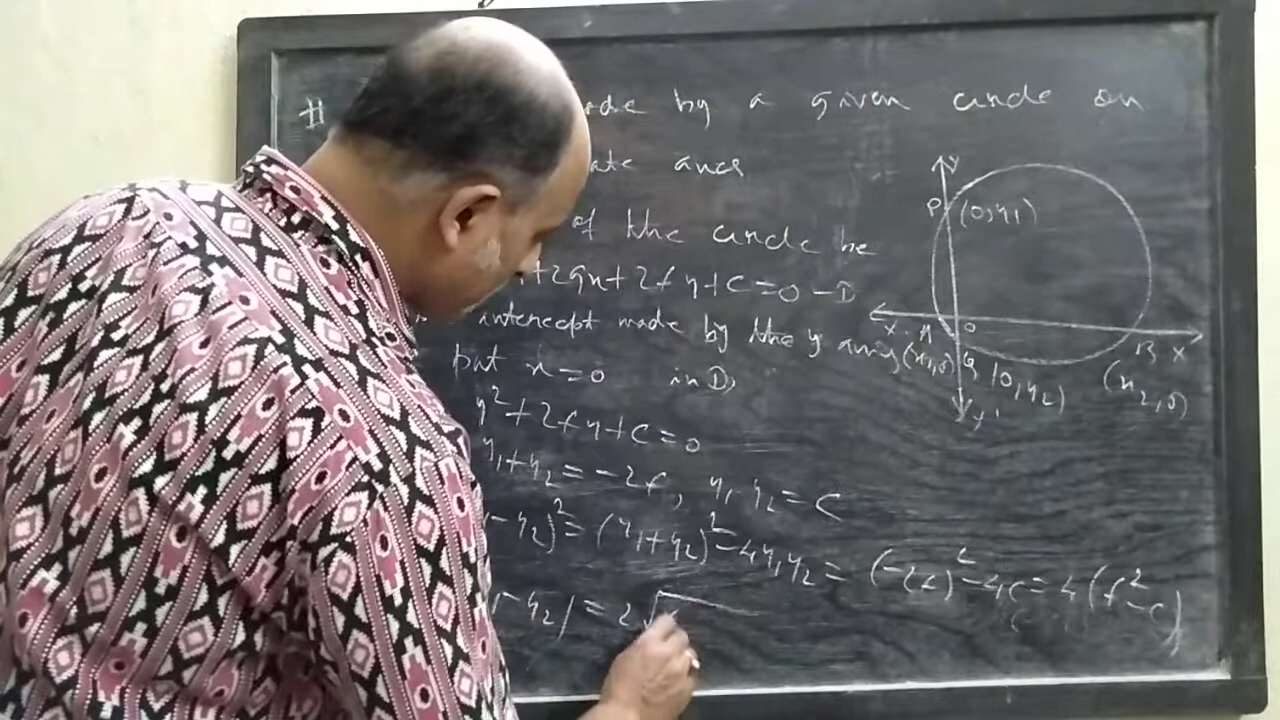 # by a given circle on
axes
of the circle be
+2gx+2fy+c=0 -①
intercept made by the y axis
put x=0 in ①,
y²+2fy+c=0
y₁+y₂=-2f, y₁y₂=c
-y₂)²=(y₁+y₂)²-4y₁y₂=(-2f)²-4c=4(f²-c)
-y₂|=2√
Y
P (0,y₁)
X' A O B X
(x₁,0) Q (0,y₂) (x₂,0)
Y'